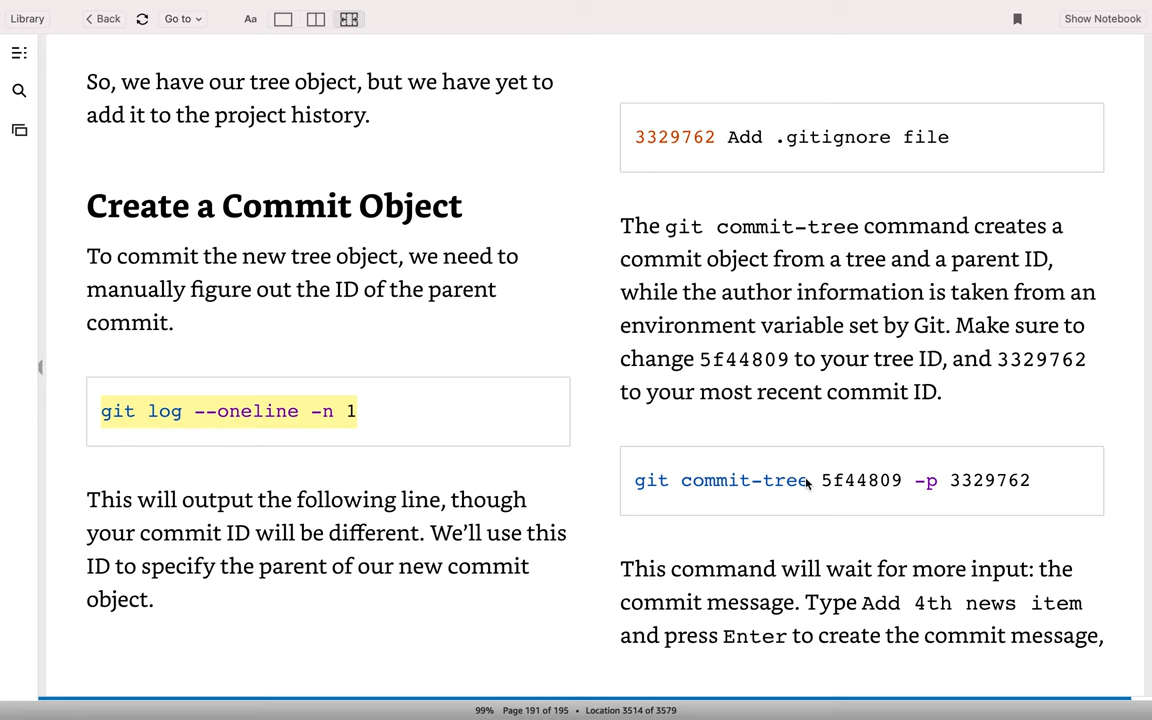 Library
Back
Go to
Aa
Show Notebook
So, we have our tree object, but we have yet to
add it to the project history.
Create a Commit Object
To commit the new tree object, we need to
manually figure out the ID of the parent
commit.
git log --oneline -n 1
This will output the following line, though
your commit ID will be different. We’ll use this
ID to specify the parent of our new commit
object.
3329762 Add .gitignore file
The git commit-tree command creates a
commit object from a tree and a parent ID,
while the author information is taken from an
environment variable set by Git. Make sure to
change 5f44809 to your tree ID, and 3329762
to your most recent commit ID.
git commit-tree 5f44809 -p 3329762
This command will wait for more input: the
commit message. Type Add 4th news item
and press Enter to create the commit message,
99% Page 191 of 195 • Location 3514 of 3579